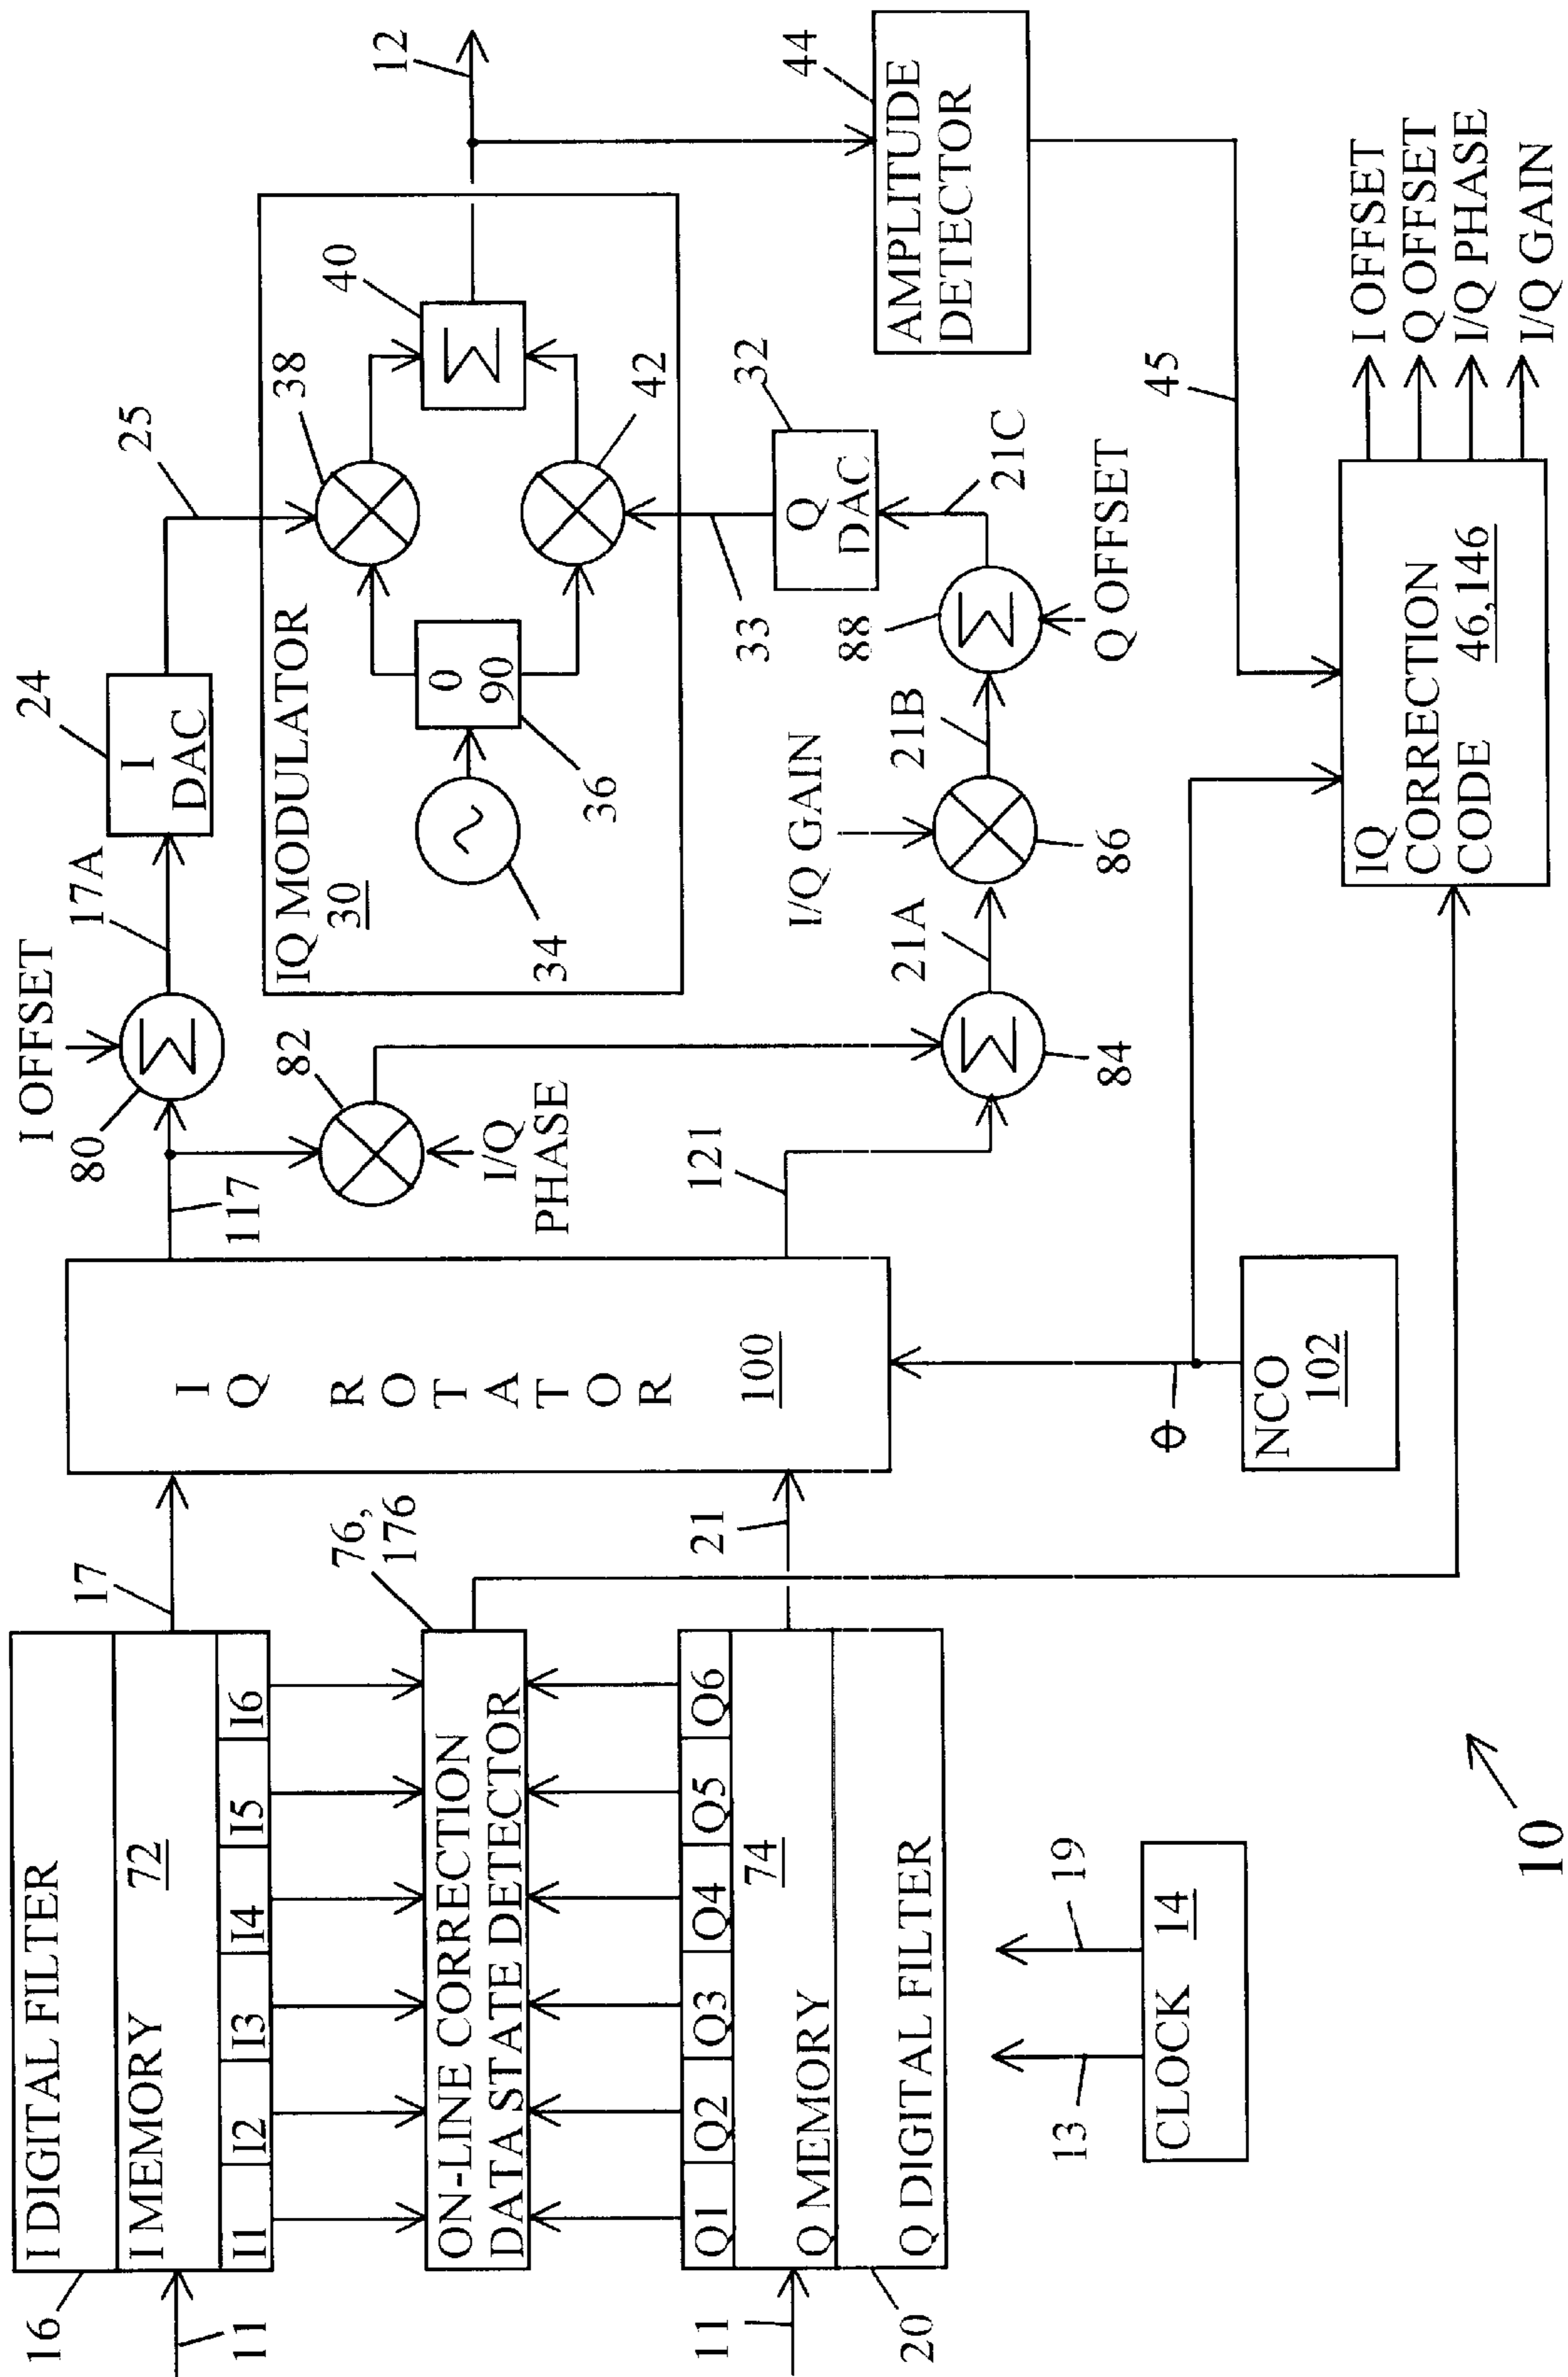 16
I DIGITAL FILTER
I MEMORY 72
I1 I2 I3 I4 I5 I6
11
17
ON-LINE CORRECTION
DATA STATE DETECTOR
76,
176
Q1 Q2 Q3 Q4 Q5 Q6
Q MEMORY 74
Q DIGITAL FILTER
11
20
21
13
19
CLOCK 14
10
I
Q
R
O
T
A
T
O
R
100
θ
NCO
102
117
121
I OFFSET
80
Σ
17A
82
I/Q
PHASE
I
DAC
24
25
IQ MODULATOR
30
34
0
90
36
38
40
Σ
42
12
Σ
84
21A
I/Q GAIN
86
21B
Σ
88
Q OFFSET
21C
Q
DAC
32
33
AMPLITUDE
DETECTOR
44
45
IQ
CORRECTION
CODE 46,146
I OFFSET
Q OFFSET
I/Q PHASE
I/Q GAIN